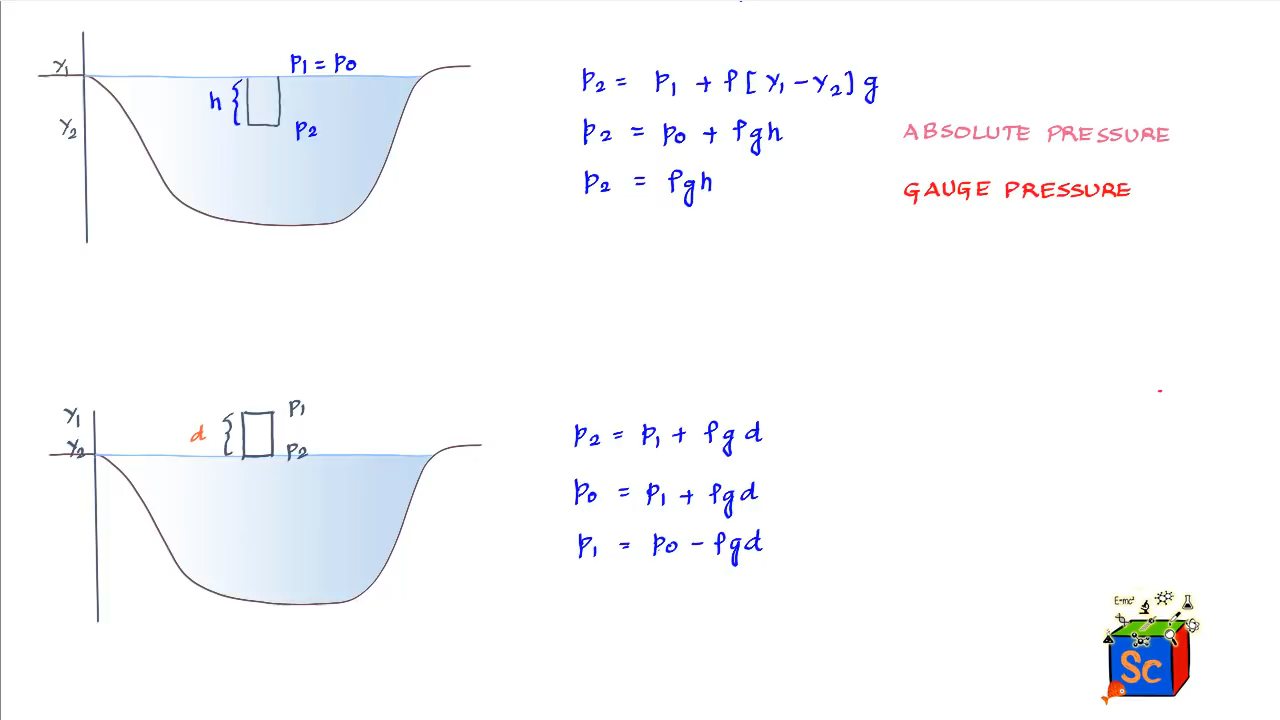 y₁
p₁ = p₀
h
y₂
p₂
p₂ = p₁ + ρ[y₁ - y₂]g
p₂ = p₀ + ρgh
ABSOLUTE PRESSURE
p₂ = ρgh
GAUGE PRESSURE
y₁
p₁
d
y₂
p₂
p₂ = p₁ + ρgd
p₀ = p₁ + ρgd
p₁ = p₀ - ρgd
E=mc²
Sc